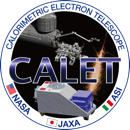 CALORIMETRIC ELECTRON TELESCOPE
CALET
NASA
JAXA
ASI